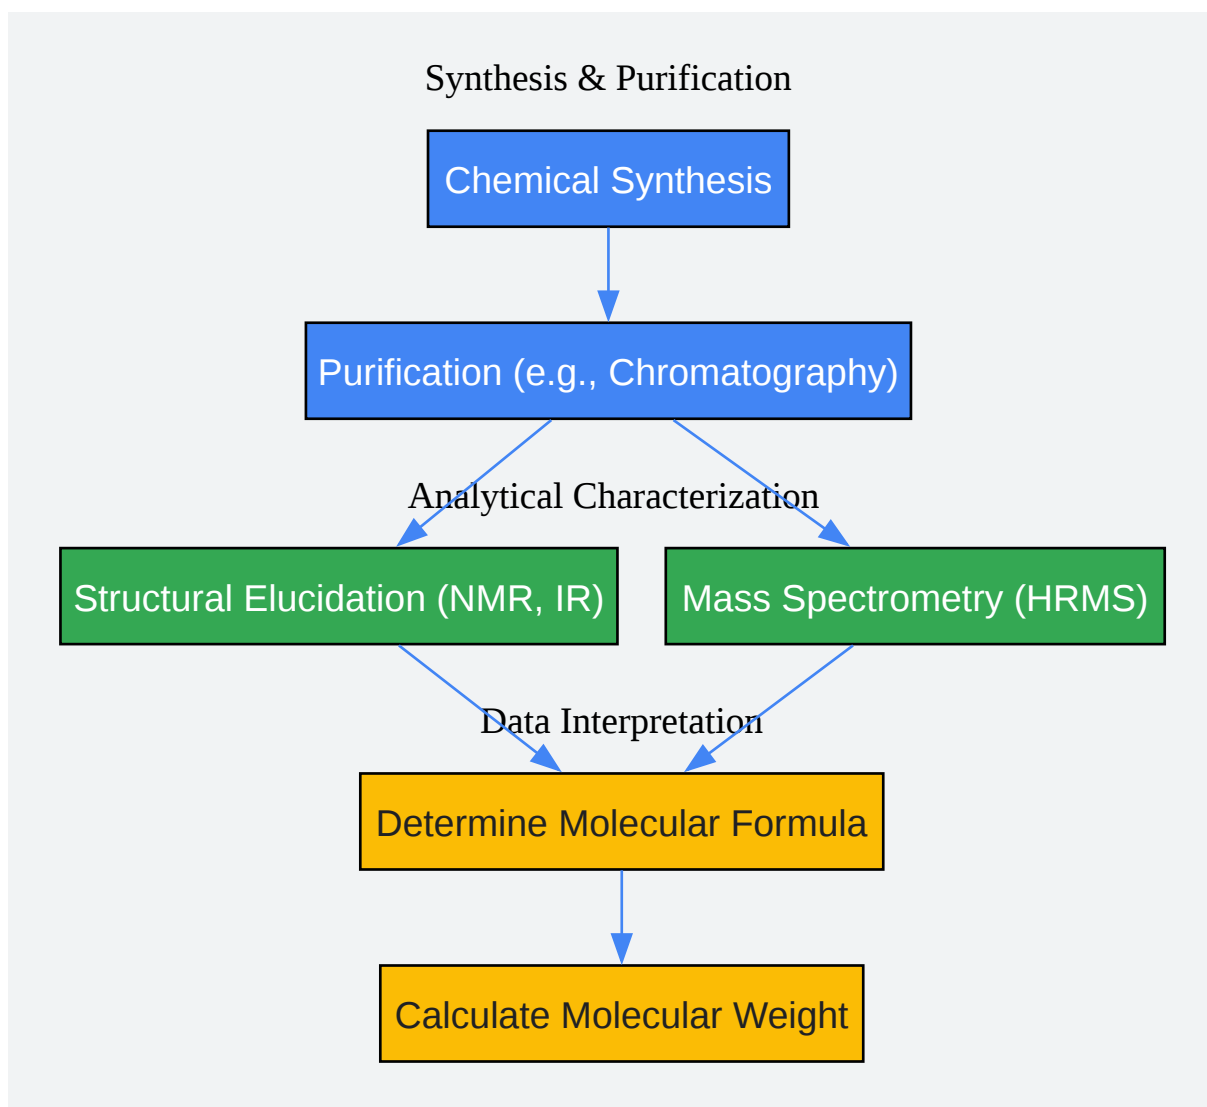 Synthesis & Purification
Chemical Synthesis
Purification (e.g., Chromatography)
Analytical Characterization
Structural Elucidation (NMR, IR)
Mass Spectrometry (HRMS)
Data Interpretation
Determine Molecular Formula
Calculate Molecular Weight